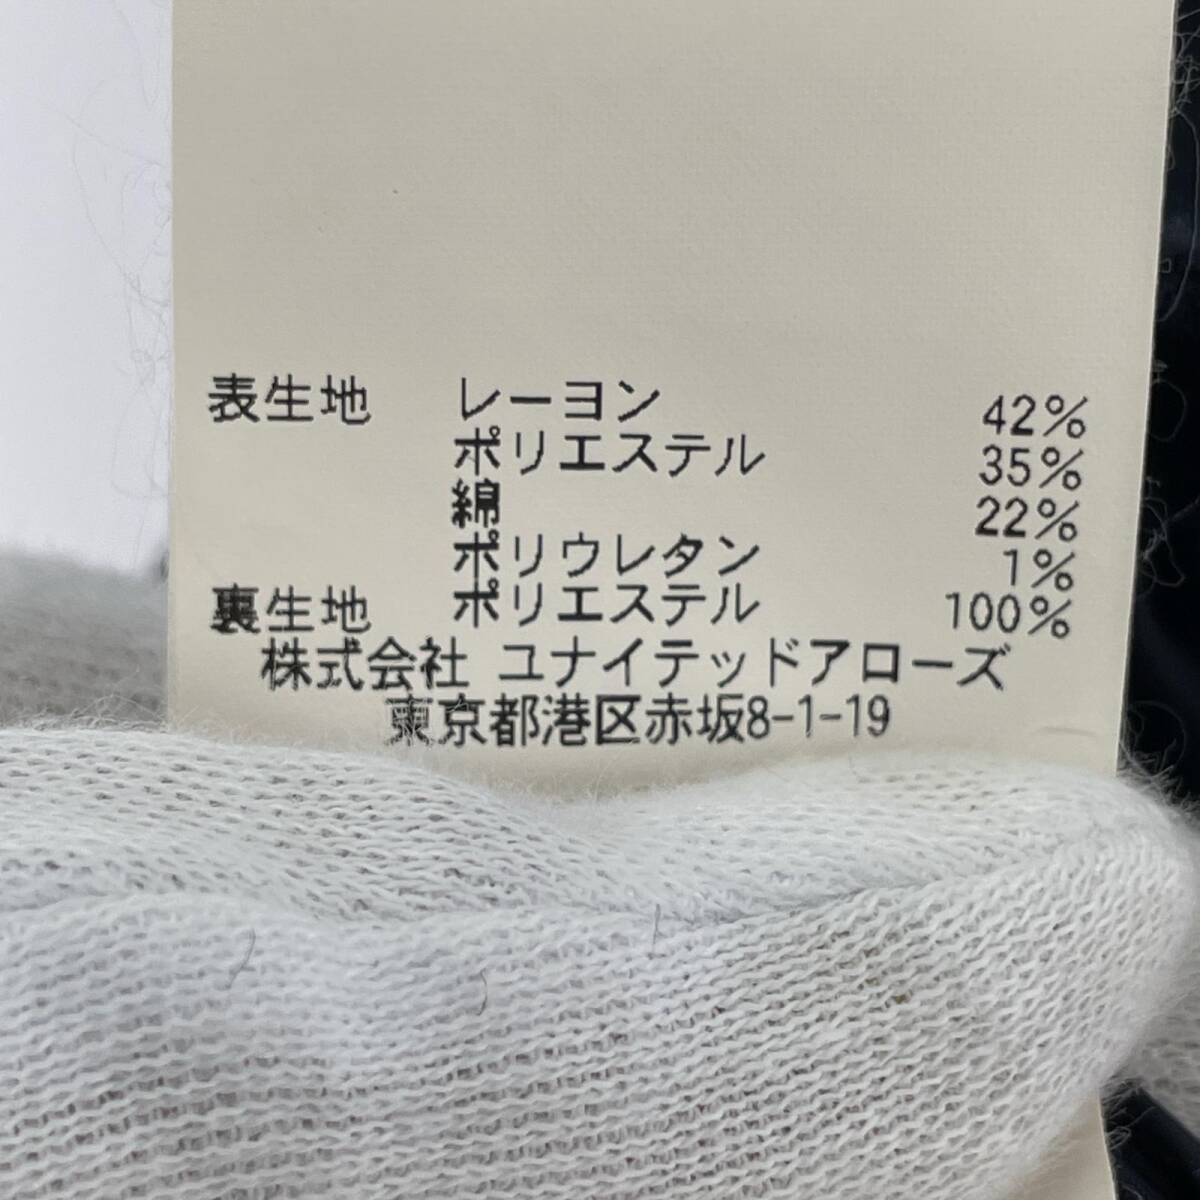 表生地 レーヨン 42%
ポリエステル 35%
綿 22%
ポリウレタン 1%
裏生地 ポリエステル 100%
株式会社 ユナイテッドアローズ
東京都港区赤坂8-1-19